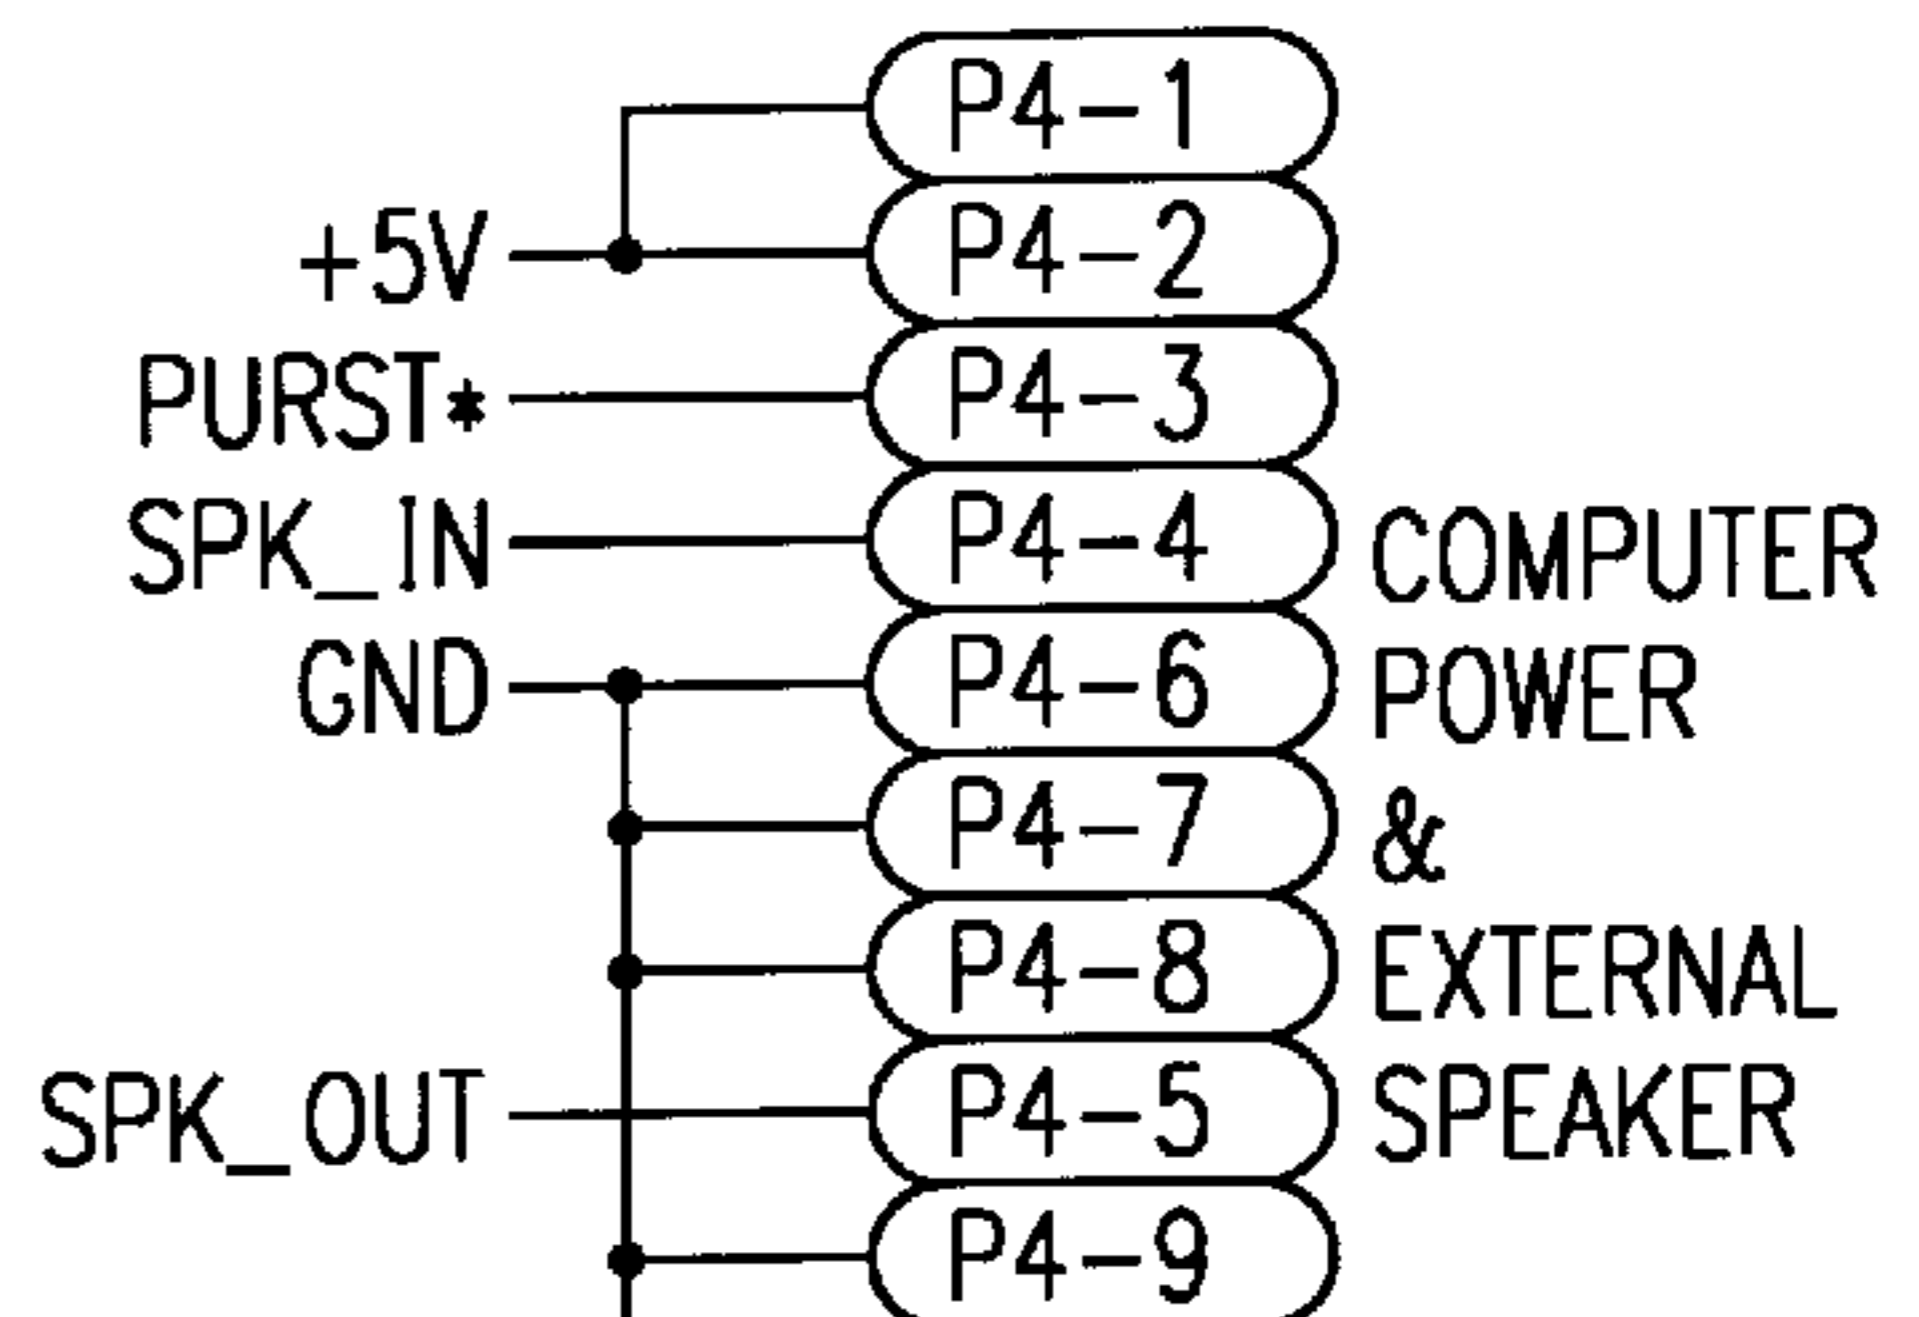 P4-1
+5V P4-2
PURST* P4-3
SPK_IN P4-4 COMPUTER
GND P4-6 POWER
P4-7 &
P4-8 EXTERNAL
SPK_OUT P4-5 SPEAKER
P4-9